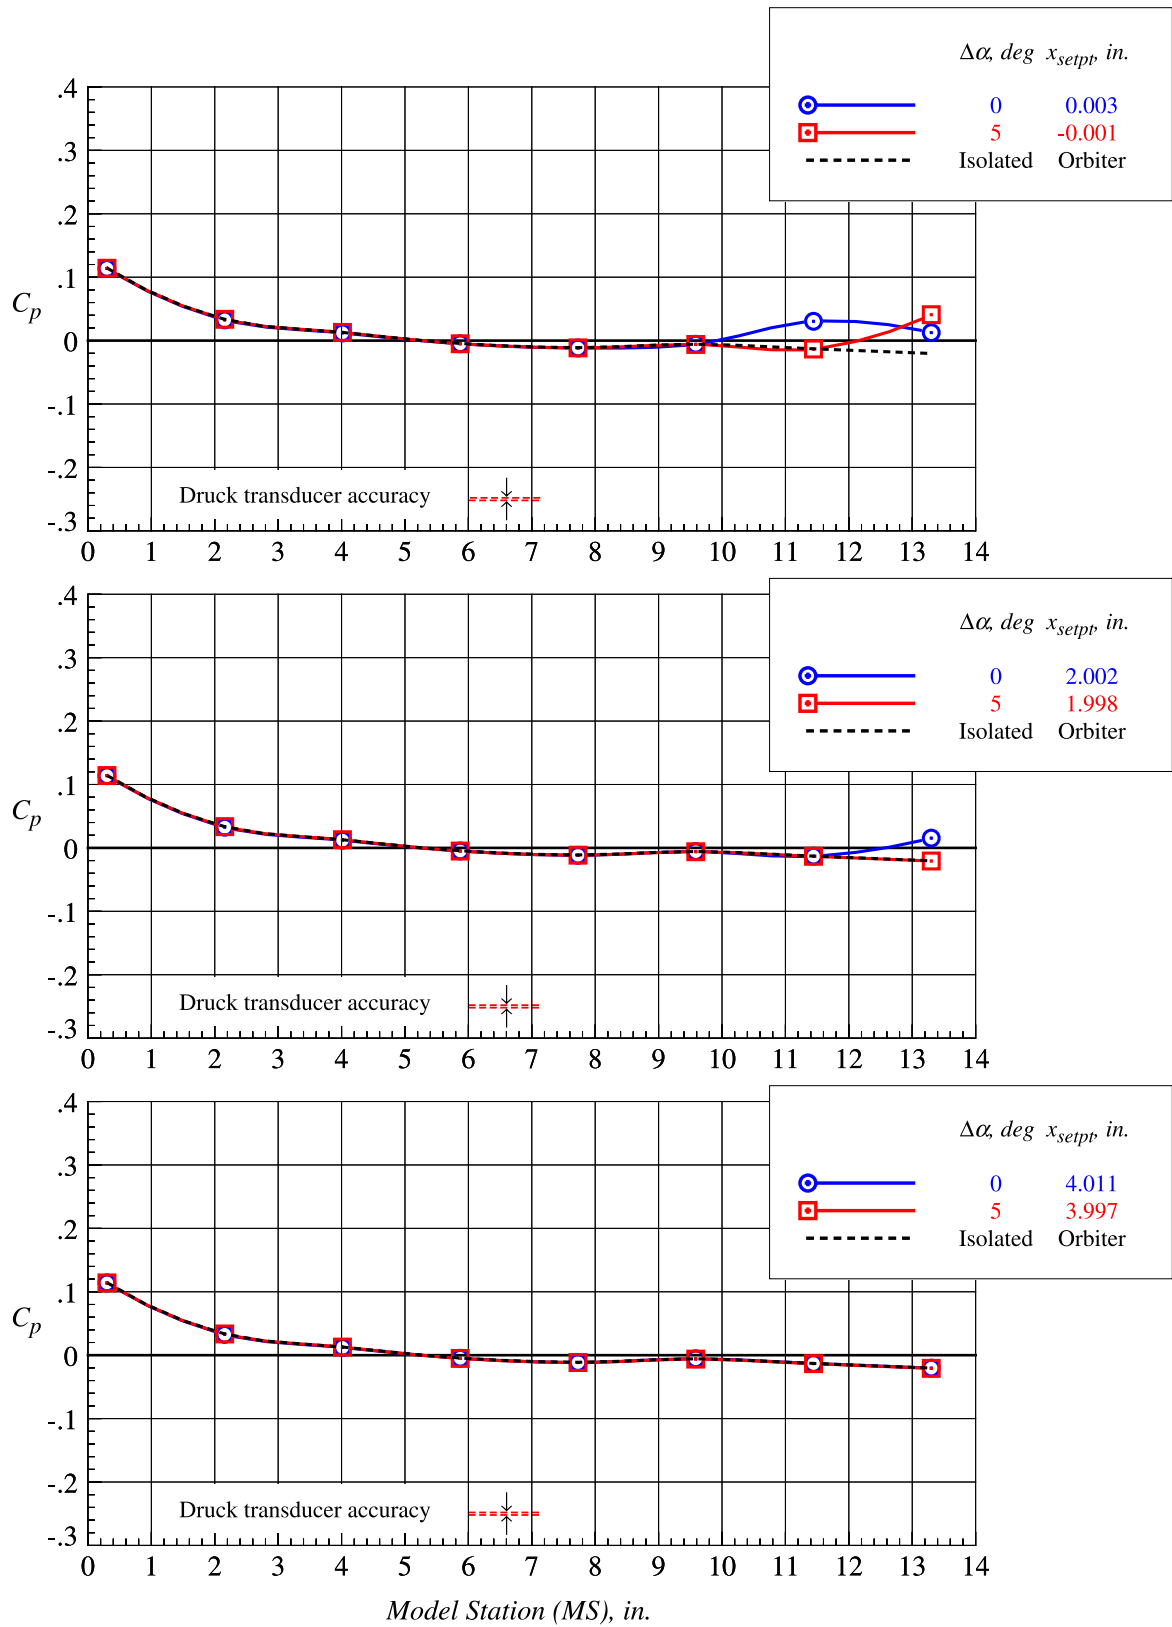 Δα, deg x_setpt, in.
0 0.003
5 -0.001
Isolated Orbiter
.4
.3
.2
.1
0
-.1
-.2
-.3
C_p
Druck transducer accuracy
0 1 2 3 4 5 6 7 8 9 10 11 12 13 14
Δα, deg x_setpt, in.
0 2.002
5 1.998
Isolated Orbiter
.4
.3
.2
.1
0
-.1
-.2
-.3
C_p
Druck transducer accuracy
0 1 2 3 4 5 6 7 8 9 10 11 12 13 14
Δα, deg x_setpt, in.
0 4.011
5 3.997
Isolated Orbiter
.4
.3
.2
.1
0
-.1
-.2
-.3
C_p
Druck transducer accuracy
0 1 2 3 4 5 6 7 8 9 10 11 12 13 14
Model Station (MS), in.